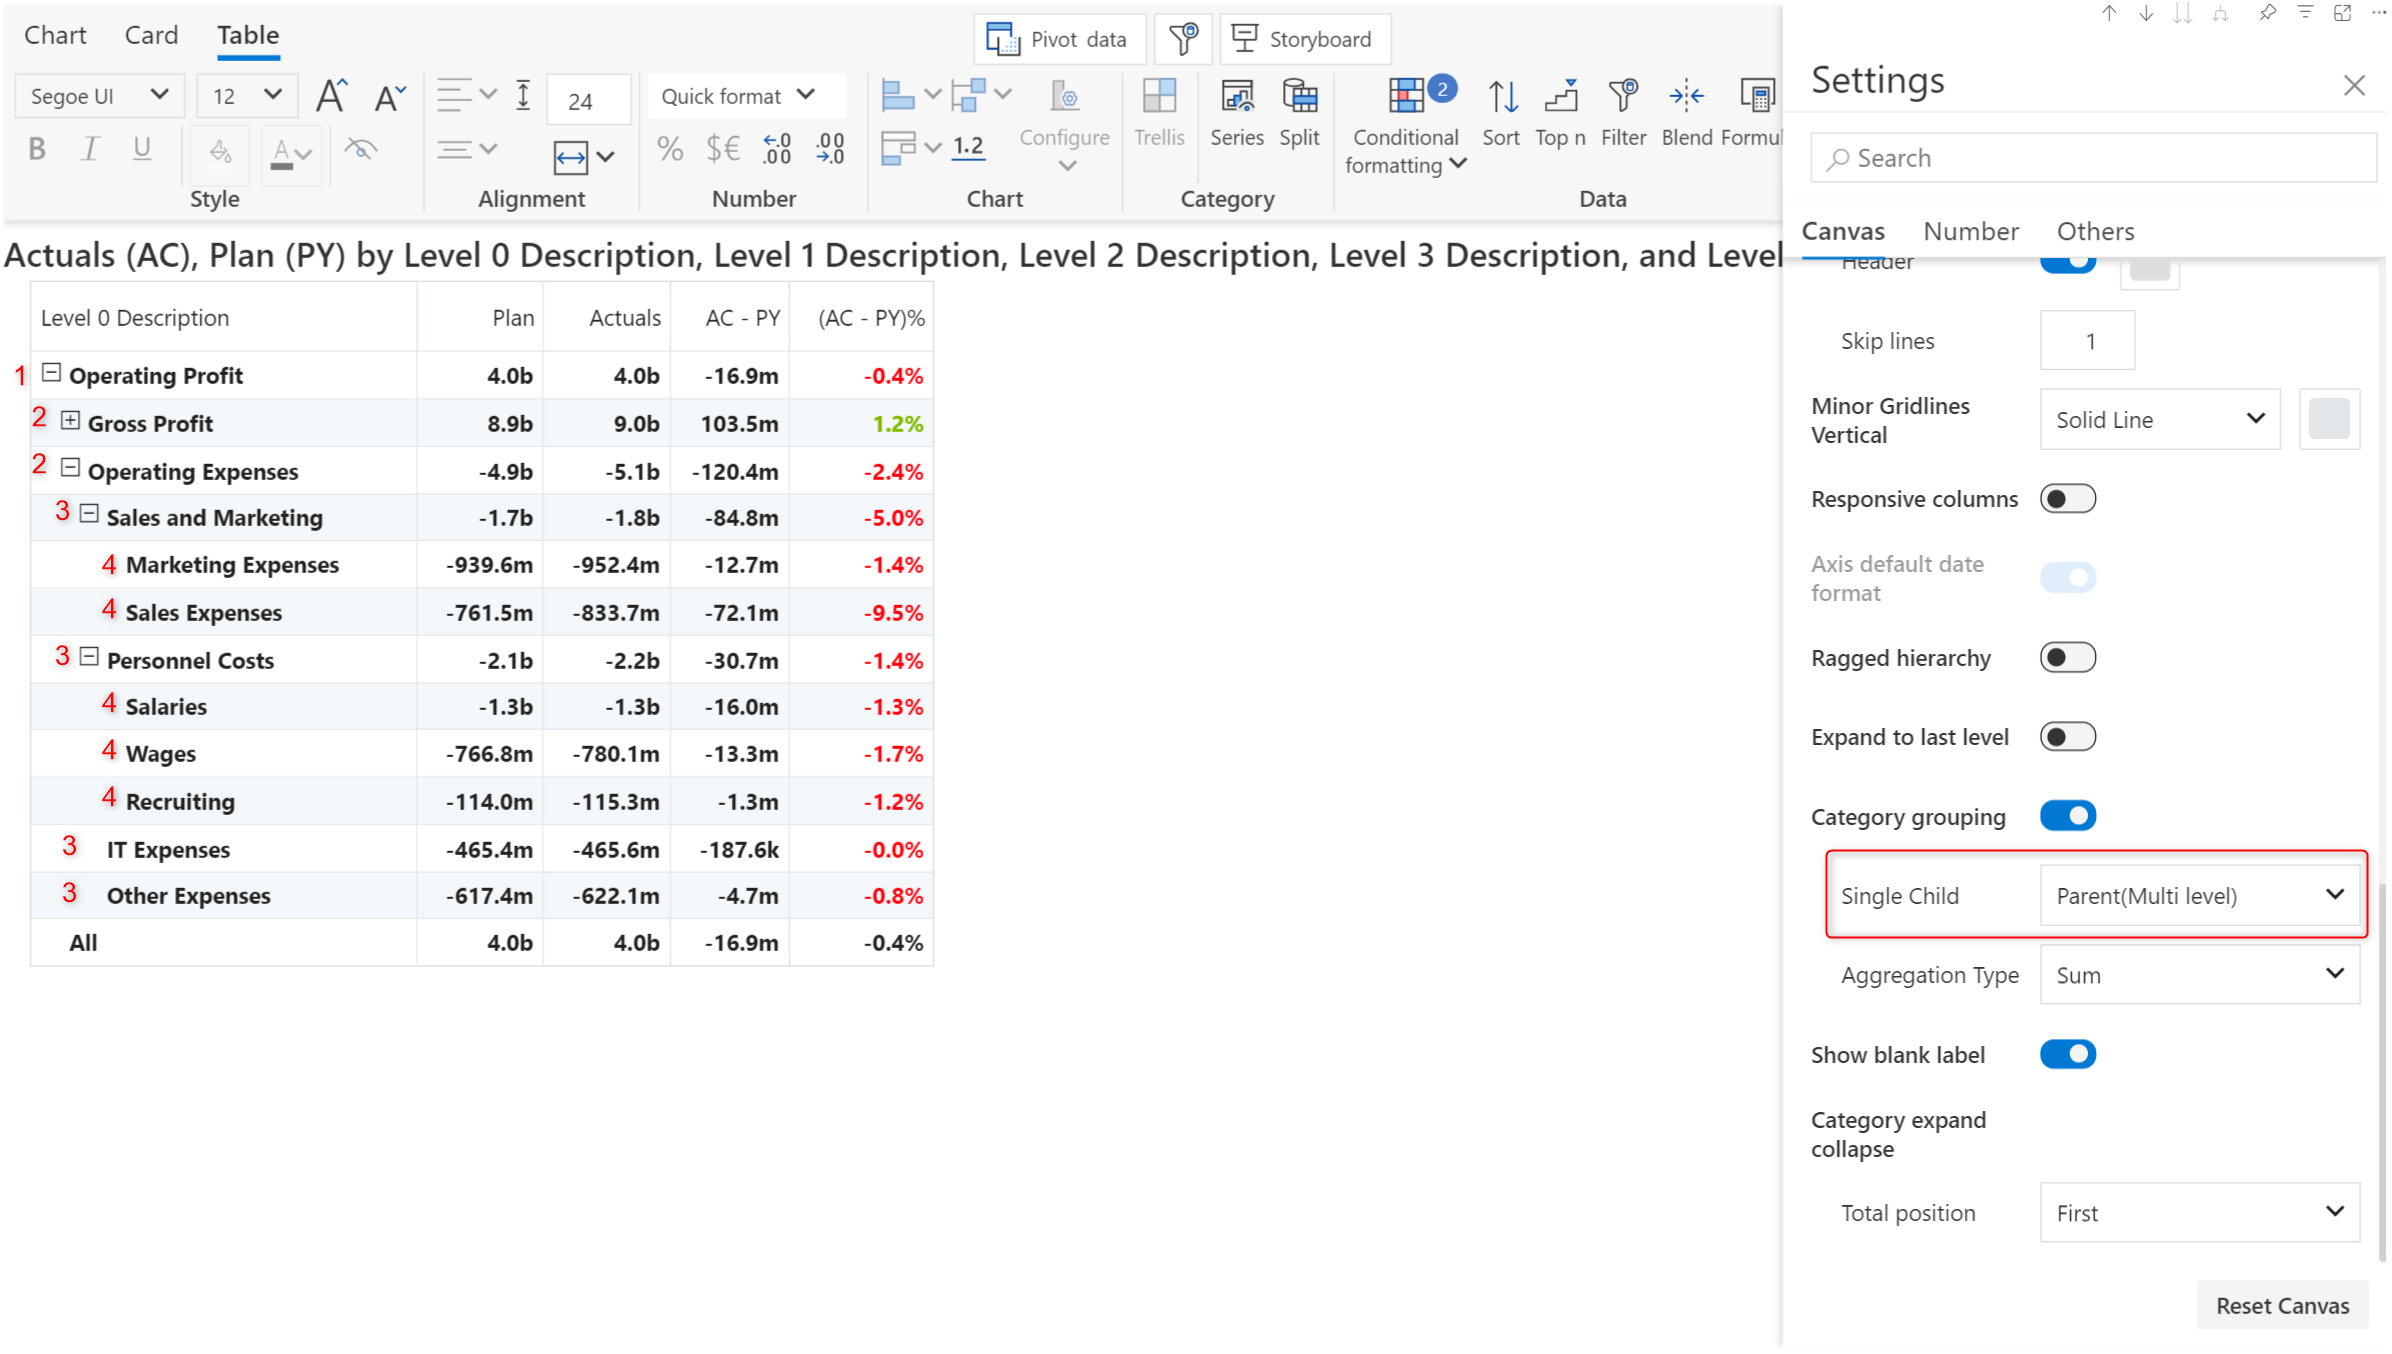 Chart Card Table
Pivot data Storyboard
Segoe UI 12 A A 24 Quick format 2
B I U A % $€ .0 .00 .00 .0 1.2 Configure Trellis Series Split Conditional formatting Sort Top n Filter Blend Formul
Style Alignment Number Chart Category Data
Actuals (AC), Plan (PY) by Level 0 Description, Level 1 Description, Level 2 Description, Level 3 Description, and Level
Level 0 Description Plan Actuals AC - PY (AC - PY)%
1 Operating Profit 4.0b 4.0b -16.9m -0.4%
2 Gross Profit 8.9b 9.0b 103.5m 1.2%
2 Operating Expenses -4.9b -5.1b -120.4m -2.4%
3 Sales and Marketing -1.7b -1.8b -84.8m -5.0%
4 Marketing Expenses -939.6m -952.4m -12.7m -1.4%
4 Sales Expenses -761.5m -833.7m -72.1m -9.5%
3 Personnel Costs -2.1b -2.2b -30.7m -1.4%
4 Salaries -1.3b -1.3b -16.0m -1.3%
4 Wages -766.8m -780.1m -13.3m -1.7%
4 Recruiting -114.0m -115.3m -1.3m -1.2%
3 IT Expenses -465.4m -465.6m -187.6k -0.0%
3 Other Expenses -617.4m -622.1m -4.7m -0.8%
All 4.0b 4.0b -16.9m -0.4%
Settings
Search
Canvas Number Others
Header
Skip lines 1
Minor Gridlines
Vertical Solid Line
Responsive columns
Axis default date
format
Ragged hierarchy
Expand to last level
Category grouping
Single Child Parent(Multi level)
Aggregation Type Sum
Show blank label
Category expand
collapse
Total position First
Reset Canvas